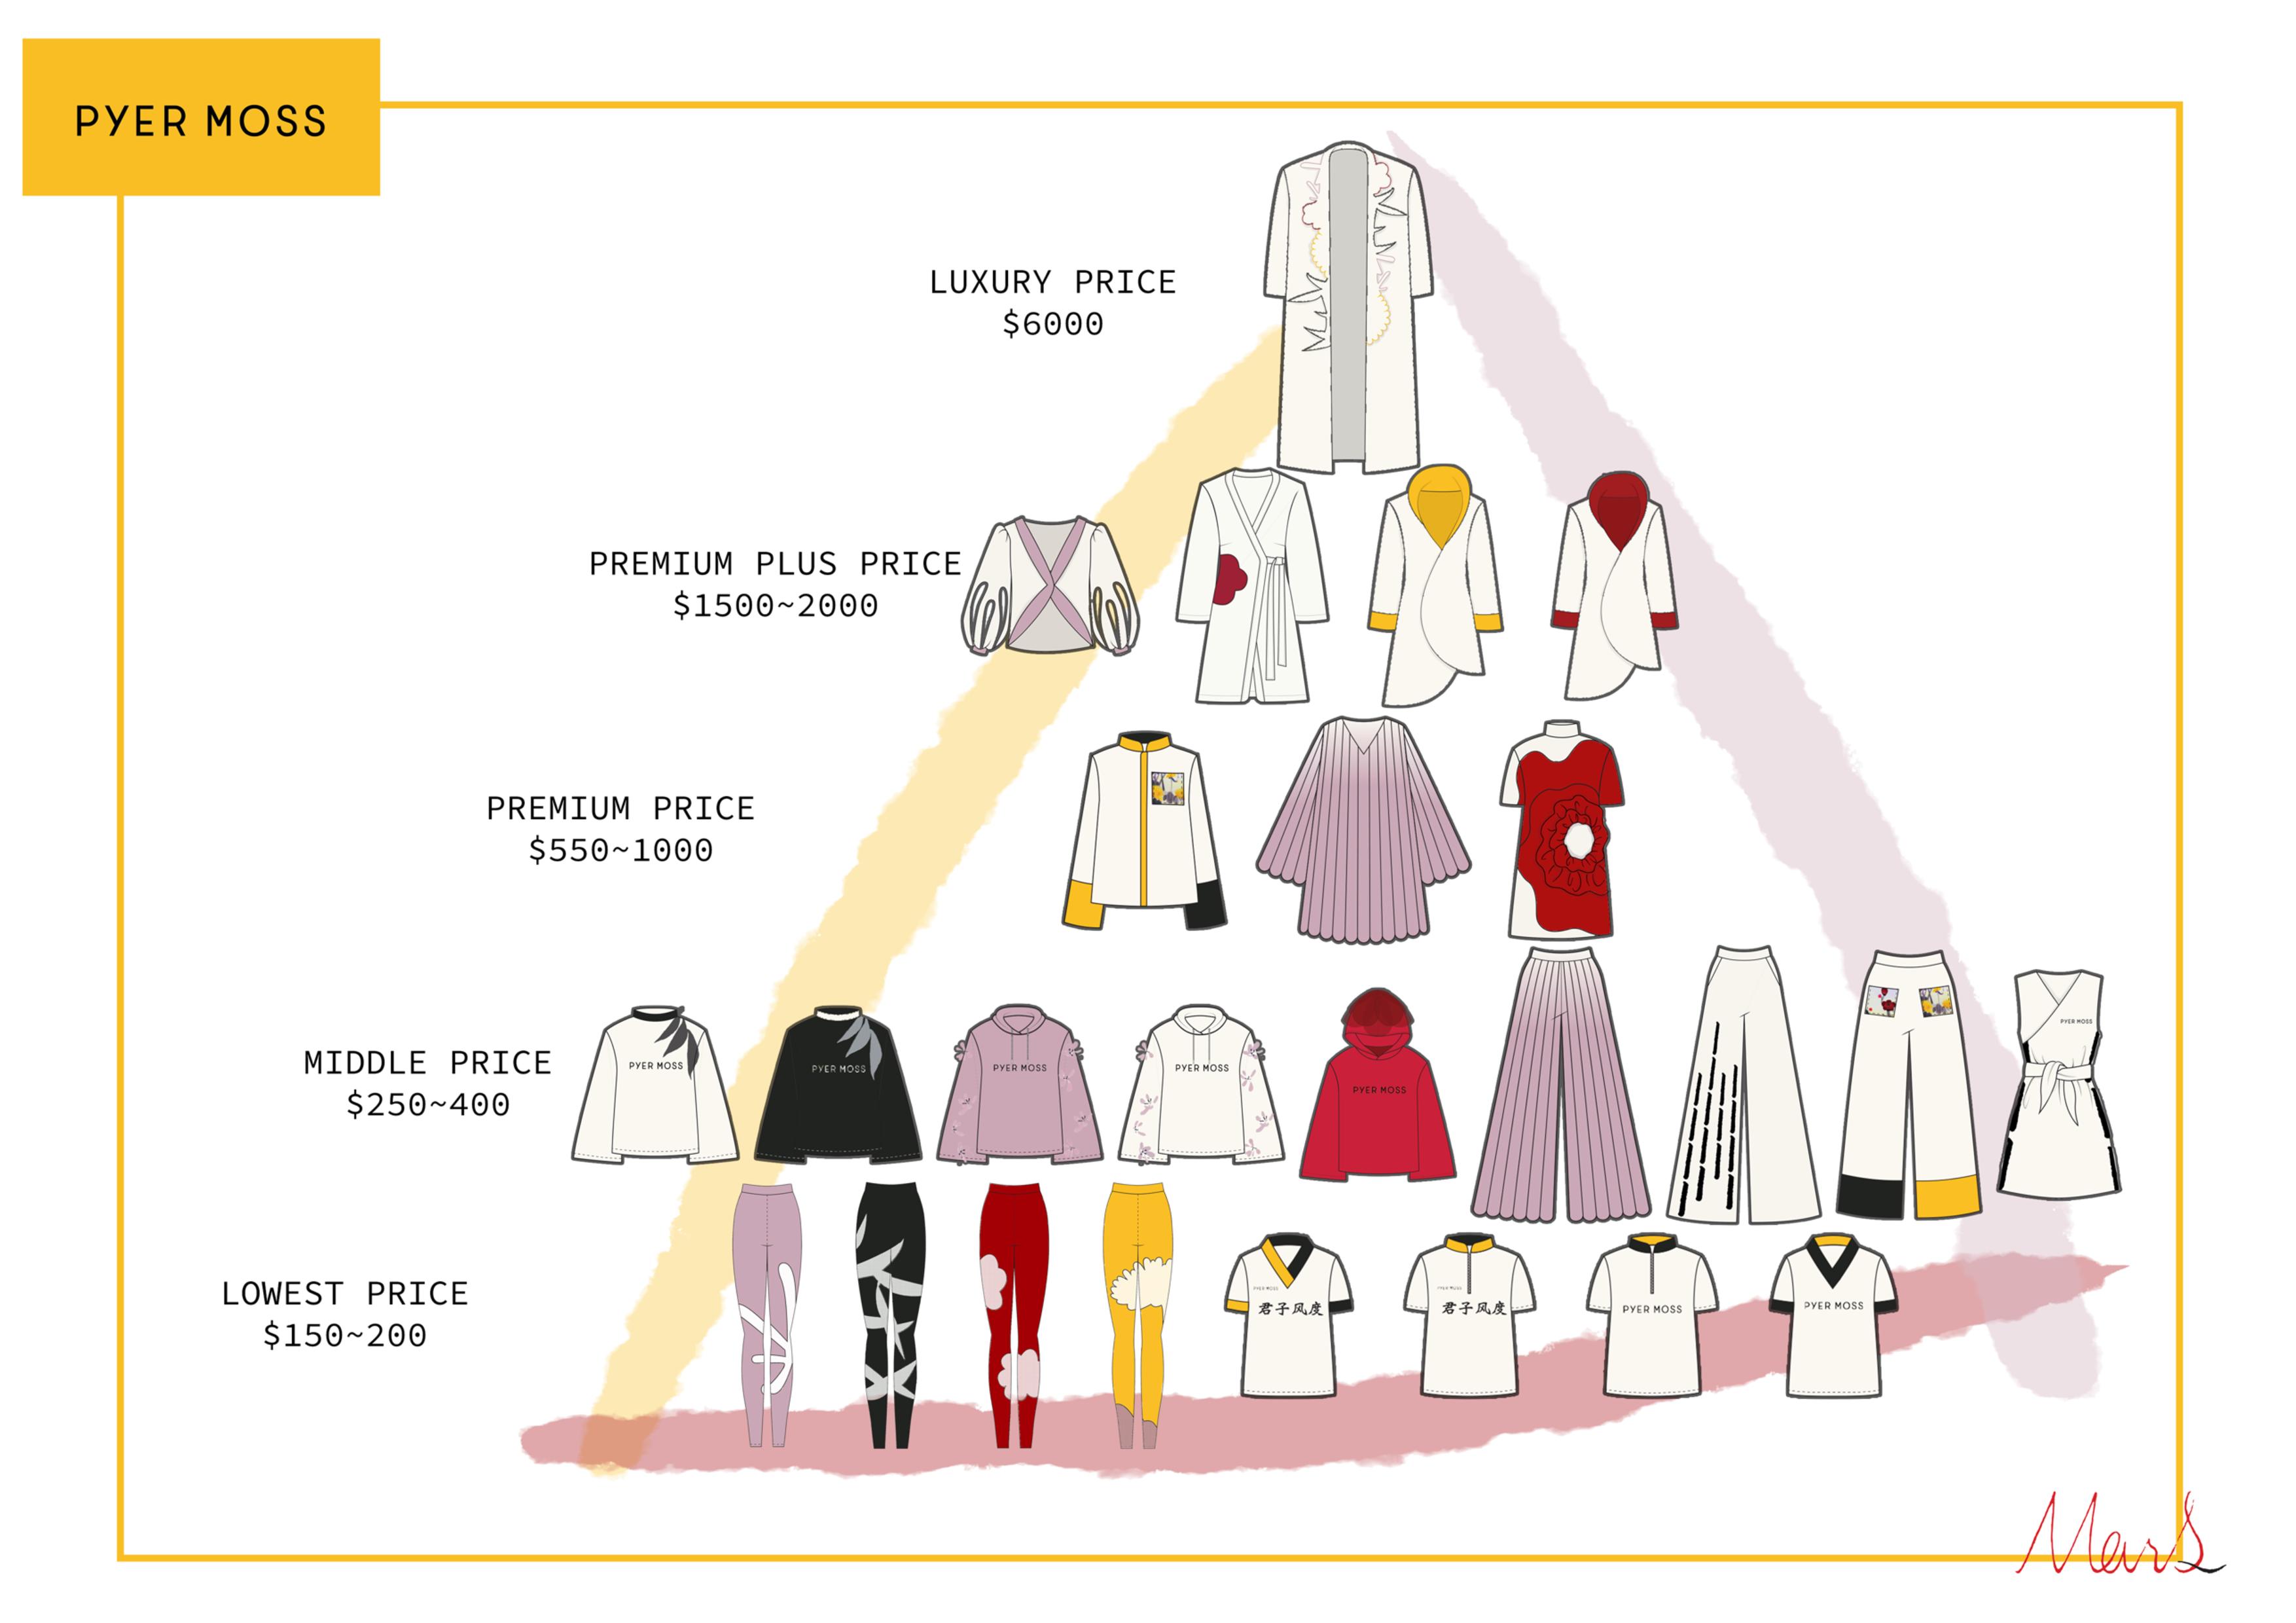 PYER MOSS
LUXURY PRICE
$6000
PREMIUM PLUS PRICE
$1500~2000
PREMIUM PRICE
$550~1000
MIDDLE PRICE
$250~400
PYER MOSS
PYER MOSS
PYER MOSS
PYER MOSS
PYER MOSS
PYER MOSS
LOWEST PRICE
$150~200
PYER MOSS
君子风度
PYER MOSS
君子风度
PYER MOSS
PYER MOSS
Mars